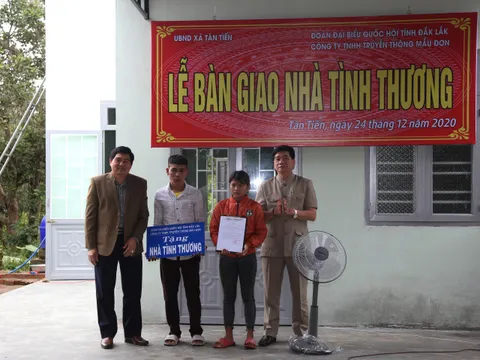 UBND XÃ TÂN TIẾN
ĐOÀN ĐẠI BIỂU QUỐC HỘI TỈNH ĐẮK LẮK
CÔNG TY TNHH TRUYỀN THÔNG MẪU ĐƠN
LỄ BÀN GIAO NHÀ TÌNH THƯƠNG
Tân Tiến, ngày 24 tháng 12 năm 2020
Tặng
NHÀ TÌNH THƯƠNG